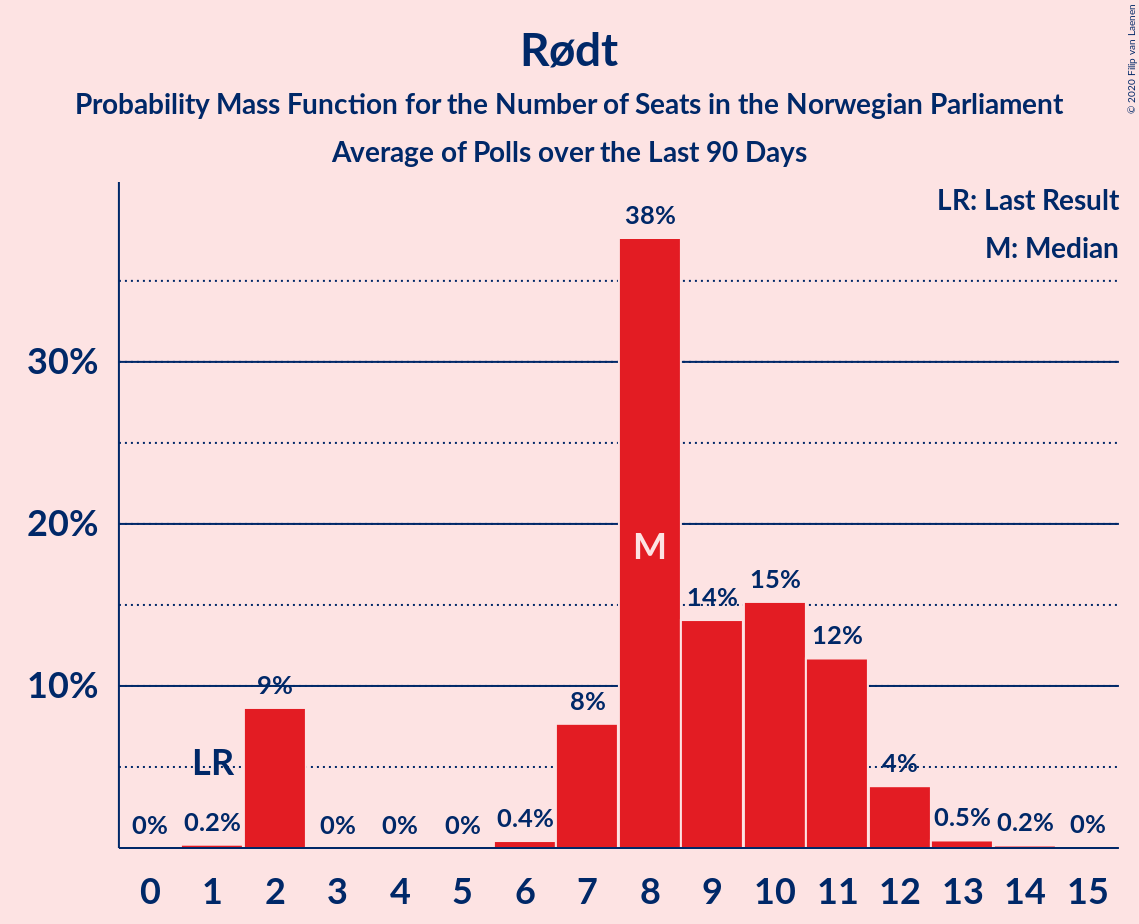 Rødt
Probability Mass Function for the Number of Seats in the Norwegian Parliament
Average of Polls over the Last 90 Days
© 2020 Filip van Laenen
LR: Last Result
M: Median
38%
30%
20%
M
15%
14%
12%
10%
9%
8%
LR
4%
0%
0.2%
0%
0%
0%
0.4%
0.5%
0.2%
0%
0 1 2 3 4 5 6 7 8 9 10 11 12 13 14 15